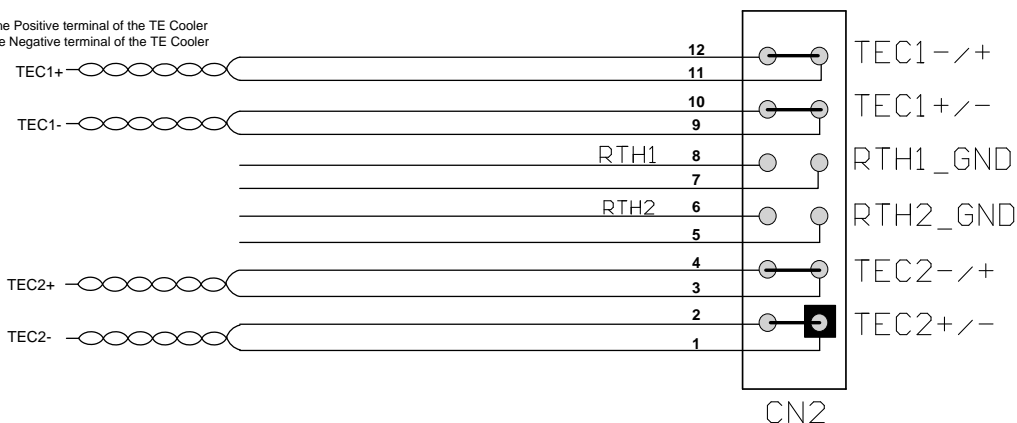 he Positive terminal of the TE Cooler
e Negative terminal of the TE Cooler
TEC1+
12
11
TEC1-/+
TEC1-
10
9
TEC1+/-
RTH1
8
7
RTH1_GND
RTH2
6
5
RTH2_GND
TEC2+
4
3
TEC2-/+
TEC2-
2
1
TEC2+/-
CN2